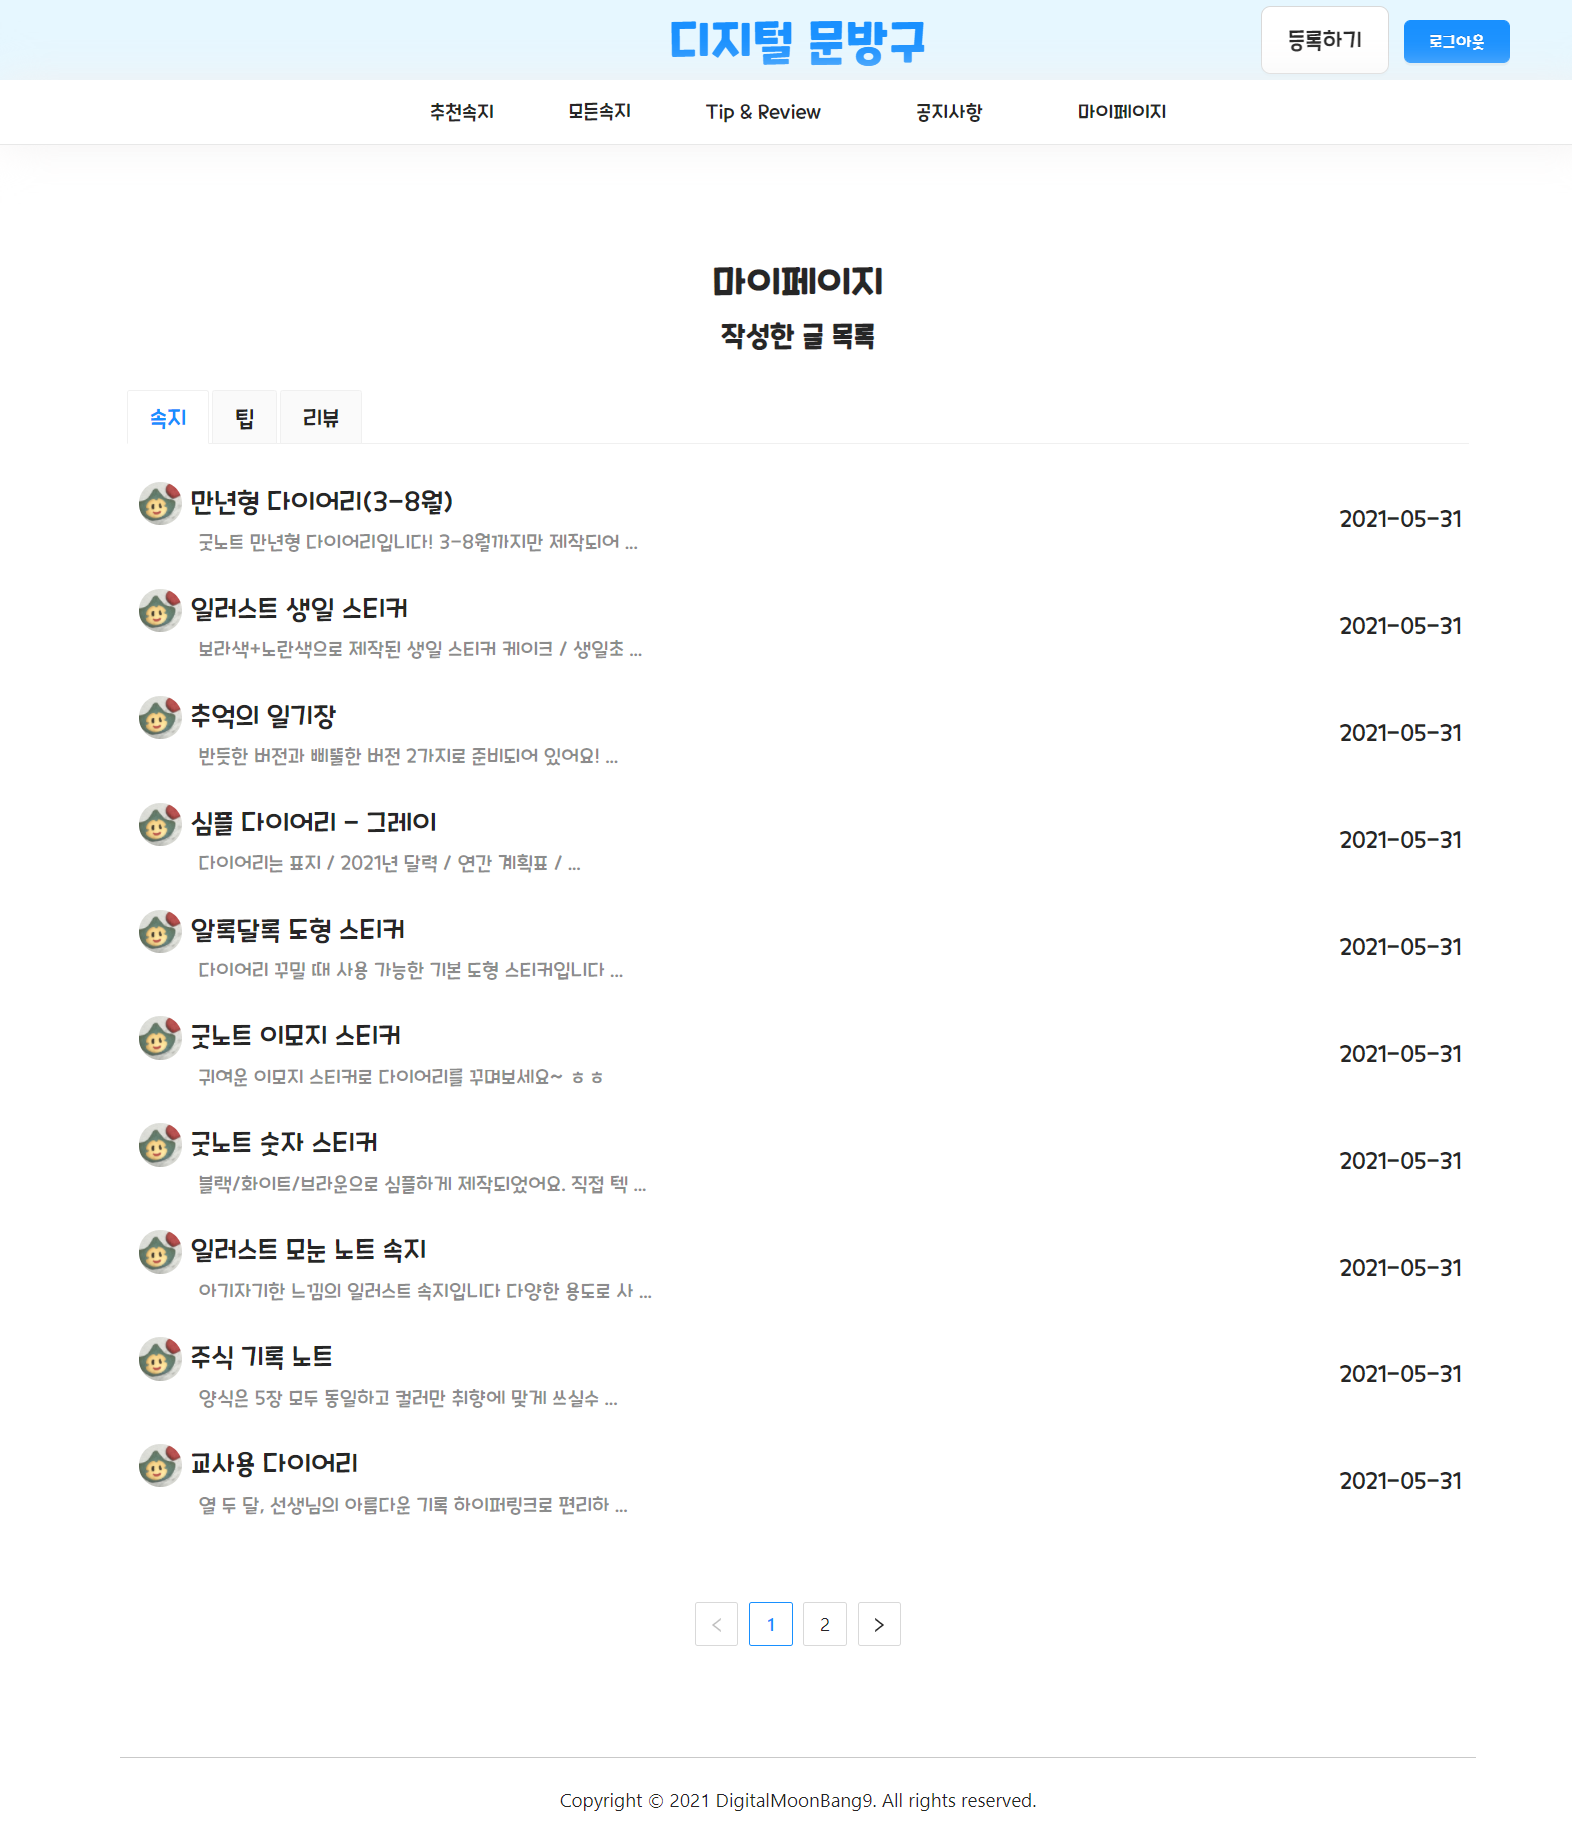 디지털 문방구
등록하기
로그아웃
추천속지 모든속지 Tip & Review 공지사항 마이페이지
마이페이지
작성한 글 목록
속지 팁 리뷰
만년형 다이어리(3-8월)
굿노트 만년형 다이어리입니다! 3-8월까지만 제작되어 ...
2021-05-31
일러스트 생일 스티커
보라색+노란색으로 제작된 생일 스티커 케이크 / 생일초 ...
2021-05-31
추억의 일기장
반듯한 버전과 삐뚤한 버전 2가지로 준비되어 있어요! ...
2021-05-31
심플 다이어리 - 그레이
다이어리는 표지 / 2021년 달력 / 연간 계획표 / ...
2021-05-31
알록달록 도형 스티커
다이어리 꾸밀 때 사용 가능한 기본 도형 스티커입니다 ...
2021-05-31
굿노트 이모지 스티커
귀여운 이모지 스티커로 다이어리를 꾸며보세요~ ㅎㅎ
2021-05-31
굿노트 숫자 스티커
블랙/화이트/브라운으로 심플하게 제작되었어요. 직접 텍 ...
2021-05-31
일러스트 모눈 노트 속지
아기자기한 느낌의 일러스트 속지입니다 다양한 용도로 사 ...
2021-05-31
주식 기록 노트
양식은 5장 모두 동일하고 컬러만 취향에 맞게 쓰실수 ...
2021-05-31
교사용 다이어리
열 두 달, 선생님의 아름다운 기록 하이퍼링크로 편리하 ...
2021-05-31
< 1 2 >
Copyright © 2021 DigitalMoonBang9. All rights reserved.